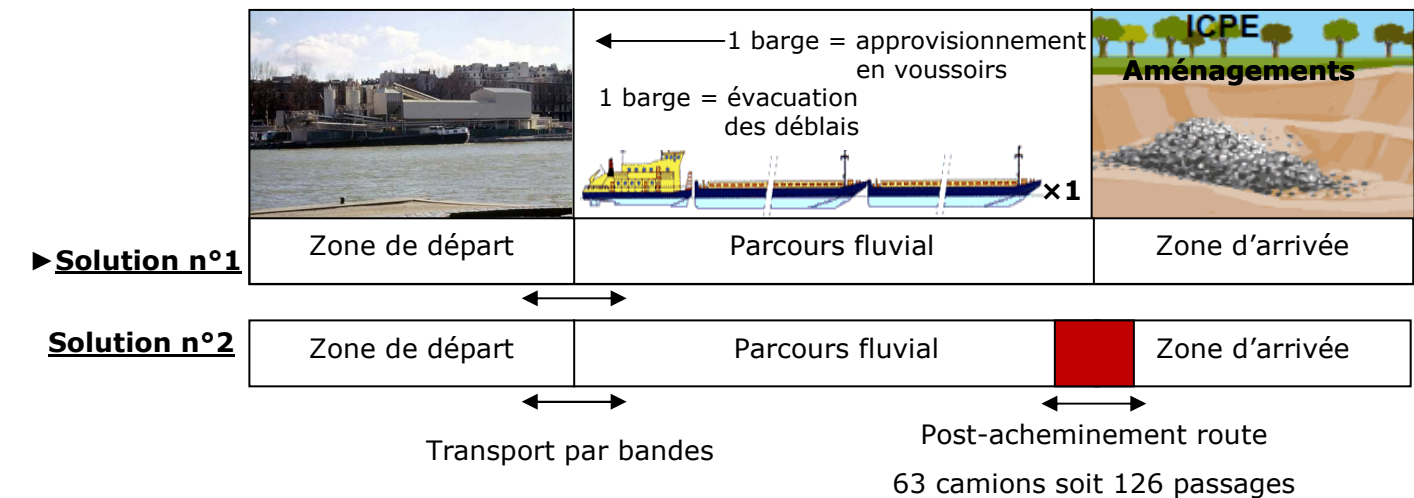 1 barge = approvisionnement
en voussoirs
1 barge = évacuation
des déblais
×1
ICPE
Aménagements
►Solution n°1
Zone de départ
Parcours fluvial
Zone d’arrivée
Solution n°2
Zone de départ
Parcours fluvial
Zone d’arrivée
Transport par bandes
Post-acheminement route
63 camions soit 126 passages